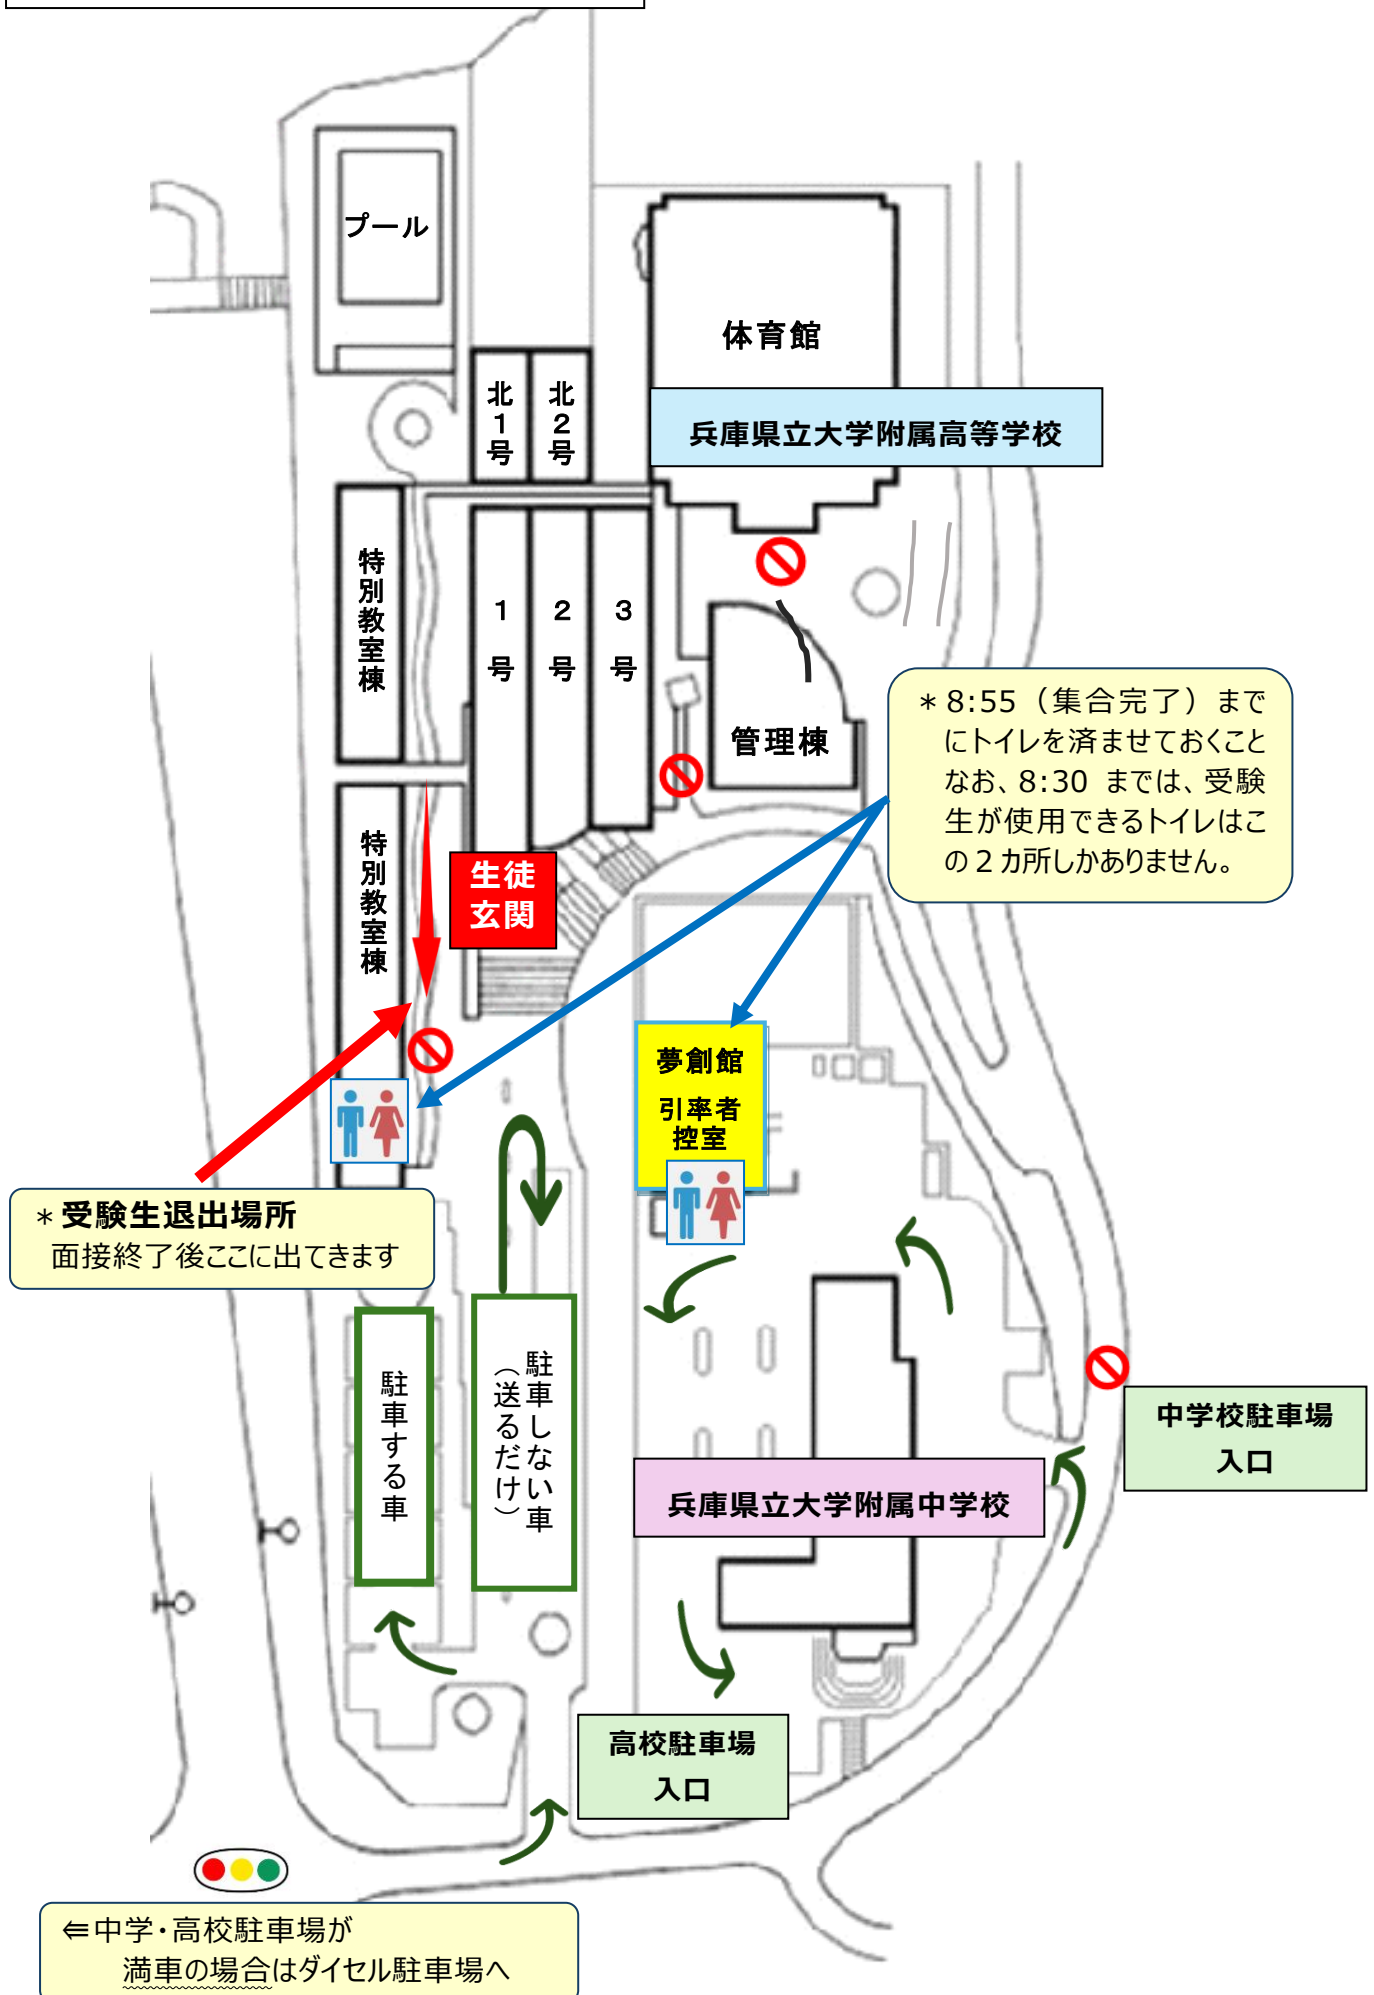 プール
体育館
北1号
北2号
兵庫県立大学附属高等学校
特別教室棟
1号
2号
3号
管理棟
＊8:55（集合完了）まで
にトイレを済ませておくこと
なお、8:30 までは、受験
生が使用できるトイレはこ
の２カ所しかありません。
特別教室棟
生徒
玄関
夢創館
引率者
控室
＊受験生退出場所
面接終了後ここに出てきます
駐車する車
駐車しない車
（送るだけ）
中学校駐車場
入口
兵庫県立大学附属中学校
高校駐車場
入口
⇚中学・高校駐車場が
満車の場合はダイセル駐車場へ